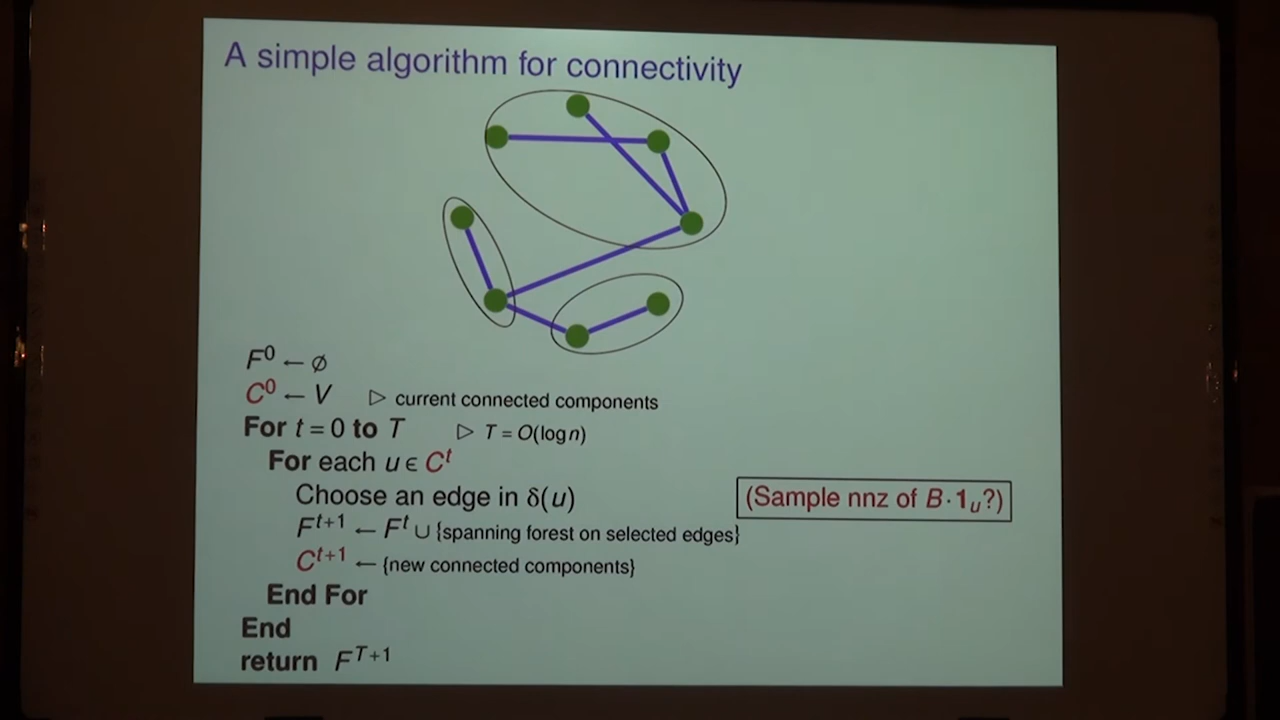 A simple algorithm for connectivity
F⁰ ← ∅
C⁰ ← V ▷ current connected components
For t = 0 to T ▷ T = O(log n)
For each u ∈ Cᵗ
Choose an edge in δ(u) (Sample nnz of B · 1ᵤ?)
Fᵗ⁺¹ ← Fᵗ ∪ {spanning forest on selected edges}
Cᵗ⁺¹ ← {new connected components}
End For
End
return Fᵀ⁺¹